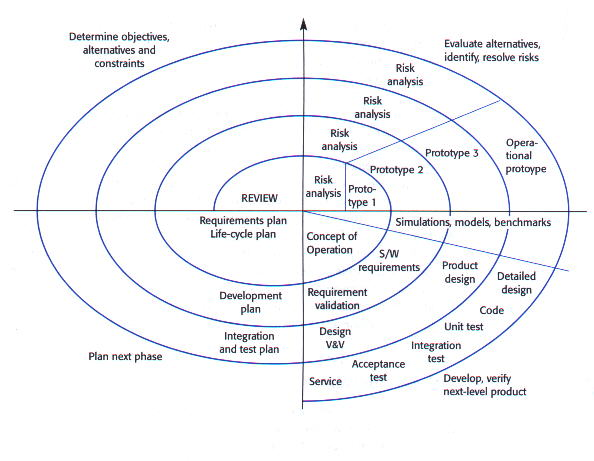 Determine objectives,
alternatives and
constraints
Evaluate alternatives,
identify, resolve risks
Risk
analysis
Risk
analysis
Risk
analysis
Risk
analysis
Proto-
type 1
Prototype 2
Prototype 3
Opera-
tional
protoype
REVIEW
Requirements plan
Life-cycle plan
Simulations, models, benchmarks
Concept of
Operation
S/W
requirements
Product
design
Detailed
design
Development
plan
Requirement
validation
Code
Unit test
Integration
and test plan
Design
V&V
Integration
test
Plan next phase
Acceptance
test
Service
Develop, verify
next-level product